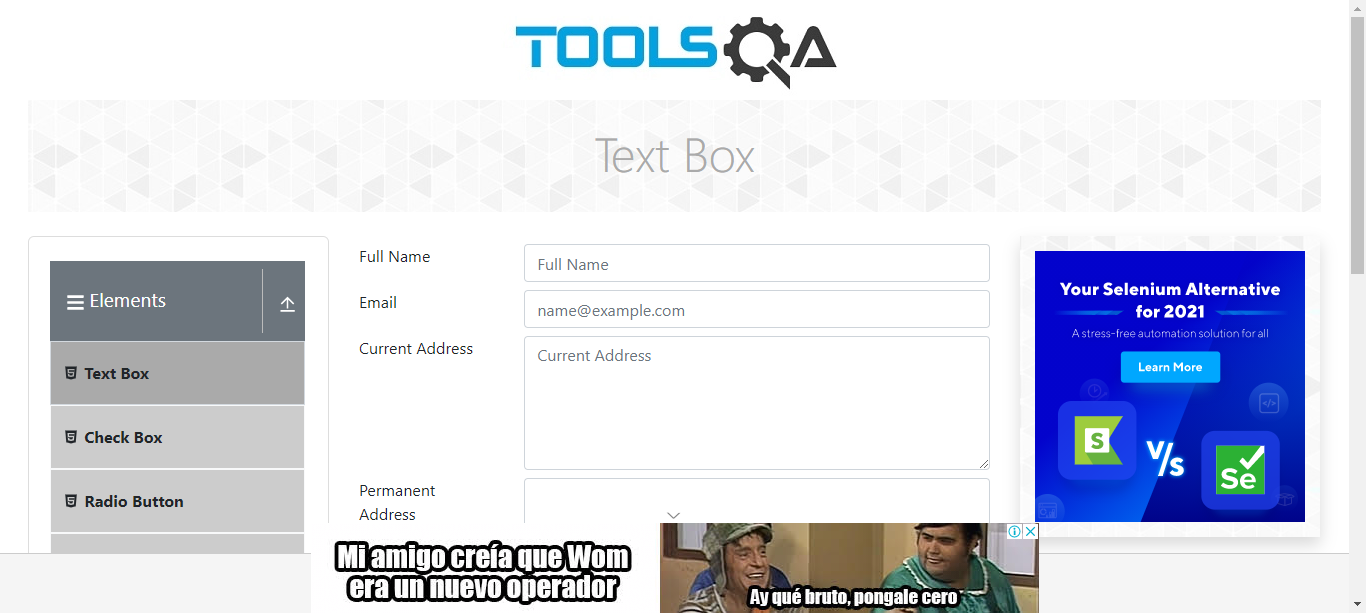 TOOLSQA
Text Box
Elements
Text Box
Check Box
Radio Button
Full Name
Full Name
Email
name@example.com
Current Address
Current Address
Permanent
Address
Your Selenium Alternative
for 2021
A stress-free automation solution for all
Learn More
S
V/s
Se
Mi amigo creía que Wom
era un nuevo operador
Ay qué bruto, pongale cero